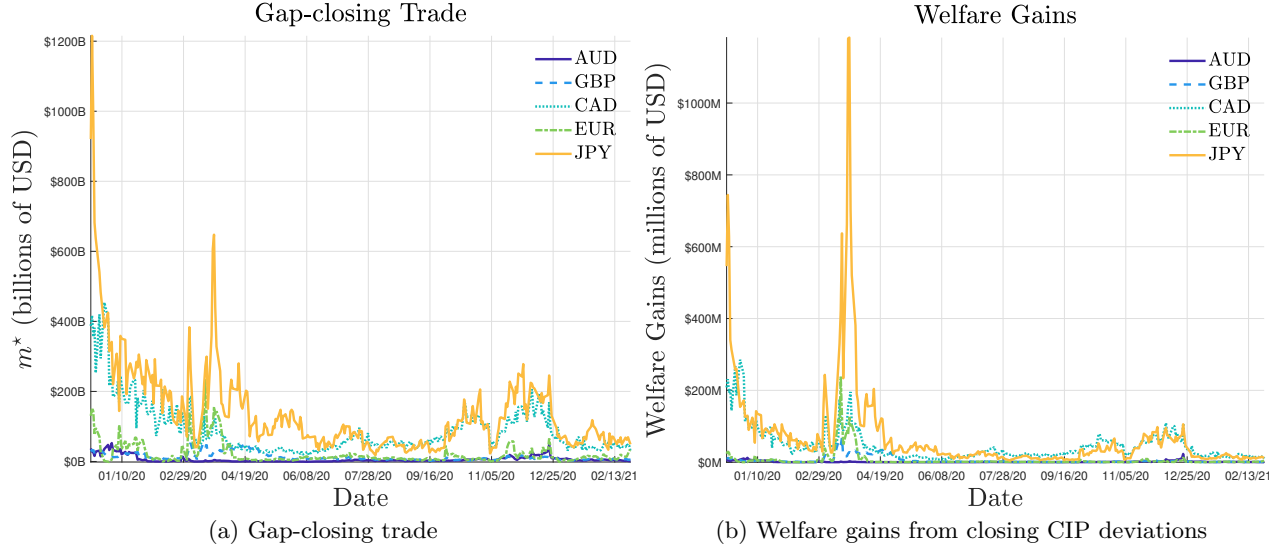 Gap-closing Trade
m* (billions of USD)
$1200B
$1000B
$800B
$600B
$400B
$200B
$0B
AUD
GBP
CAD
EUR
JPY
01/10/20 02/29/20 04/19/20 06/08/20 07/28/20 09/16/20 11/05/20 12/25/20 02/13/21
Date
(a) Gap-closing trade
Welfare Gains
Welfare Gains (millions of USD)
$1000M
$800M
$600M
$400M
$200M
$0M
AUD
GBP
CAD
EUR
JPY
01/10/20 02/29/20 04/19/20 06/08/20 07/28/20 09/16/20 11/05/20 12/25/20 02/13/21
Date
(b) Welfare gains from closing CIP deviations